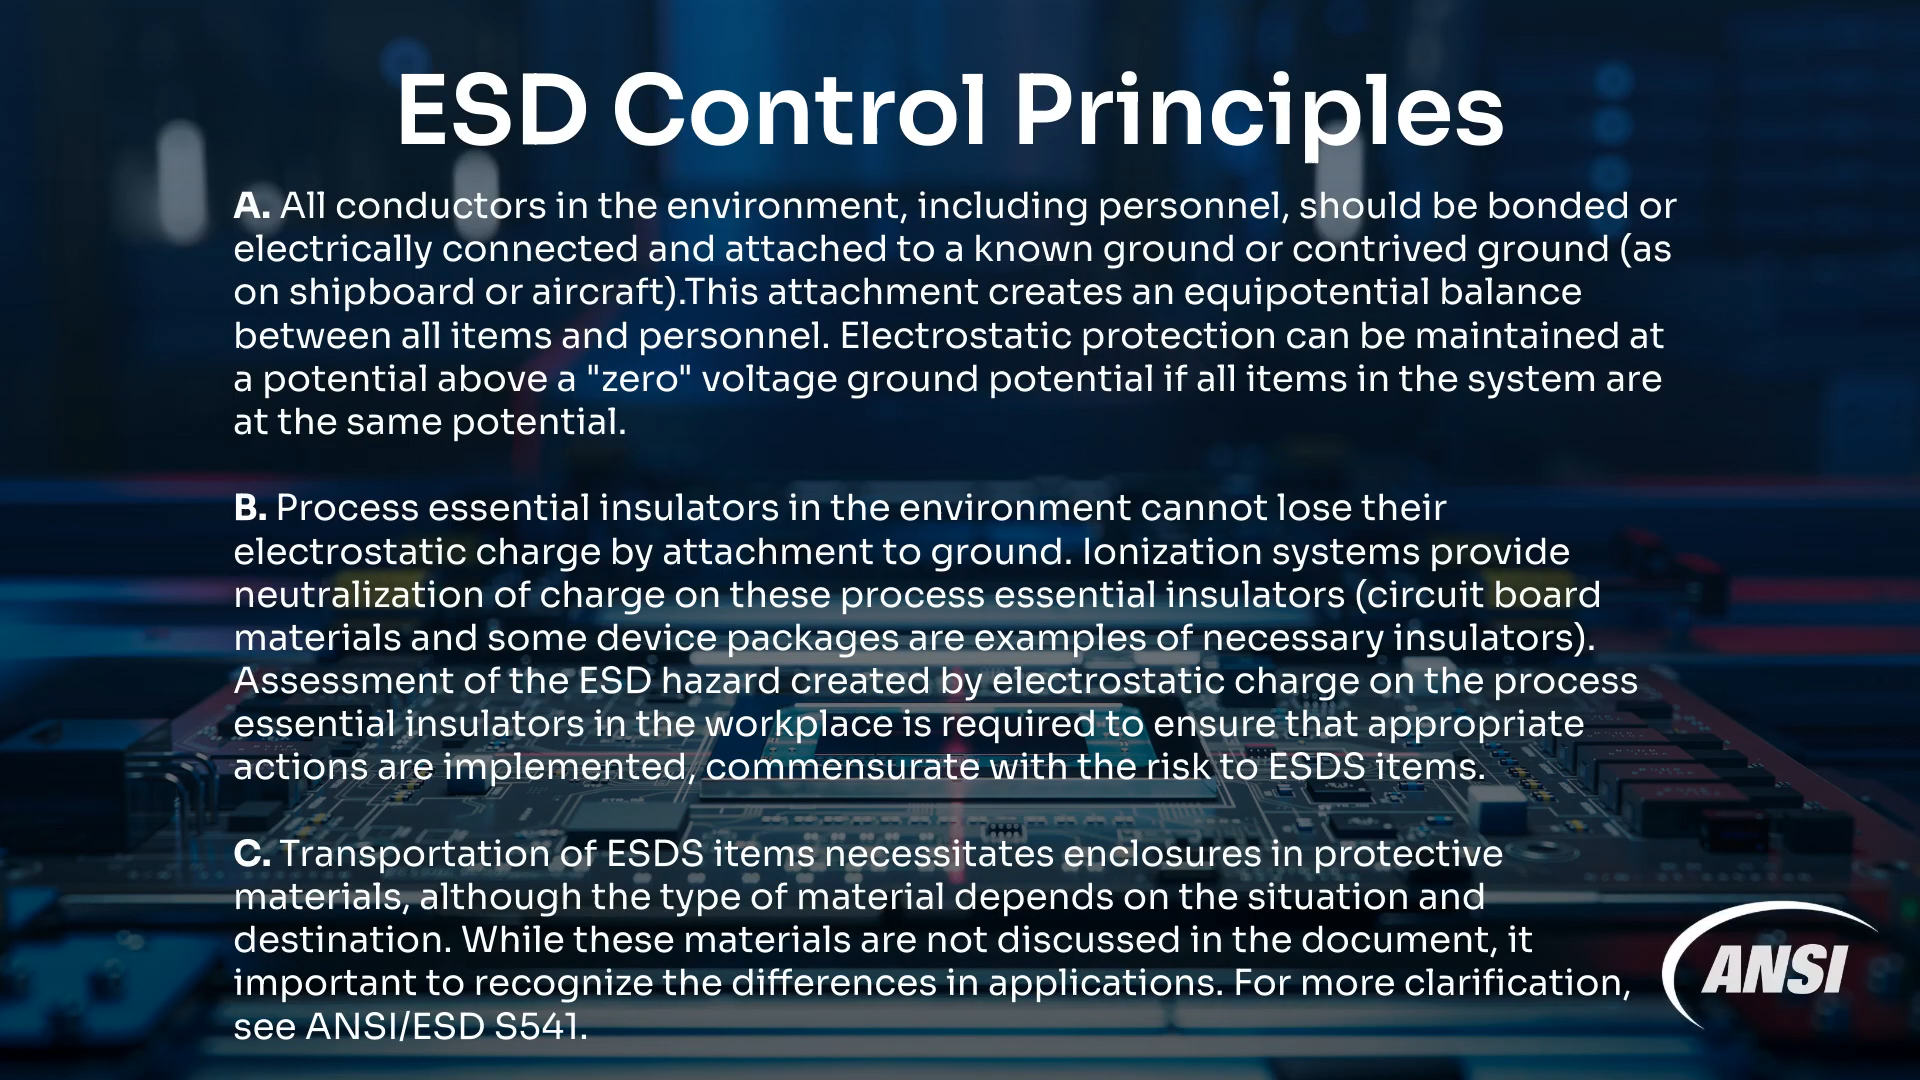 ESD Control Principles
A. All conductors in the environment, including personnel, should be bonded or
electrically connected and attached to a known ground or contrived ground (as
on shipboard or aircraft).This attachment creates an equipotential balance
between all items and personnel. Electrostatic protection can be maintained at
a potential above a "zero" voltage ground potential if all items in the system are
at the same potential.
B. Process essential insulators in the environment cannot lose their
electrostatic charge by attachment to ground. Ionization systems provide
neutralization of charge on these process essential insulators (circuit board
materials and some device packages are examples of necessary insulators).
Assessment of the ESD hazard created by electrostatic charge on the process
essential insulators in the workplace is required to ensure that appropriate
actions are implemented, commensurate with the risk to ESDS items.
C. Transportation of ESDS items necessitates enclosures in protective
materials, although the type of material depends on the situation and
destination. While these materials are not discussed in the document, it
important to recognize the differences in applications. For more clarification,
see ANSI/ESD S541.
ANSI